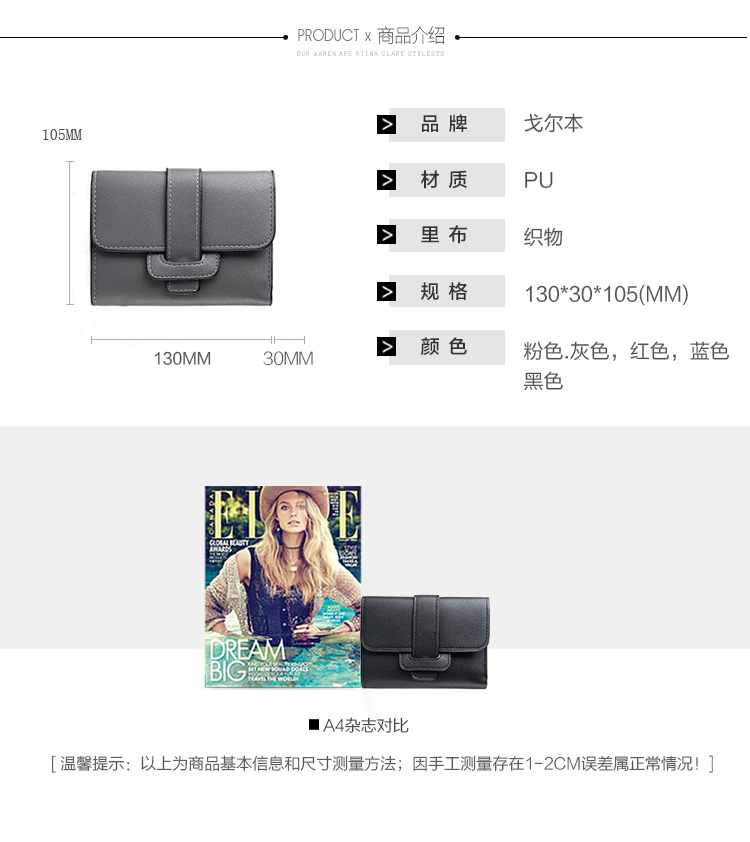 PRODUCT x 商品介绍
OUR WAMEN ARE RIINA CLARE STYLESTS
105MM
130MM
30MM
> 品牌 戈尔本
> 材质 PU
> 里布 织物
> 规格 130*30*105(MM)
> 颜色 粉色.灰色，红色，蓝色
黑色
ELLE
CANADA
GLOBAL BEAUTY
AWARDS
DREAM
BIG
FIND YOUR BEAUTY MAGIC
SET NEW SQUAD GOALS
TRAVEL THE WORLD!
■ A4杂志对比
[ 温馨提示：以上为商品基本信息和尺寸测量方法；因手工测量存在1-2CM误差属正常情况！]